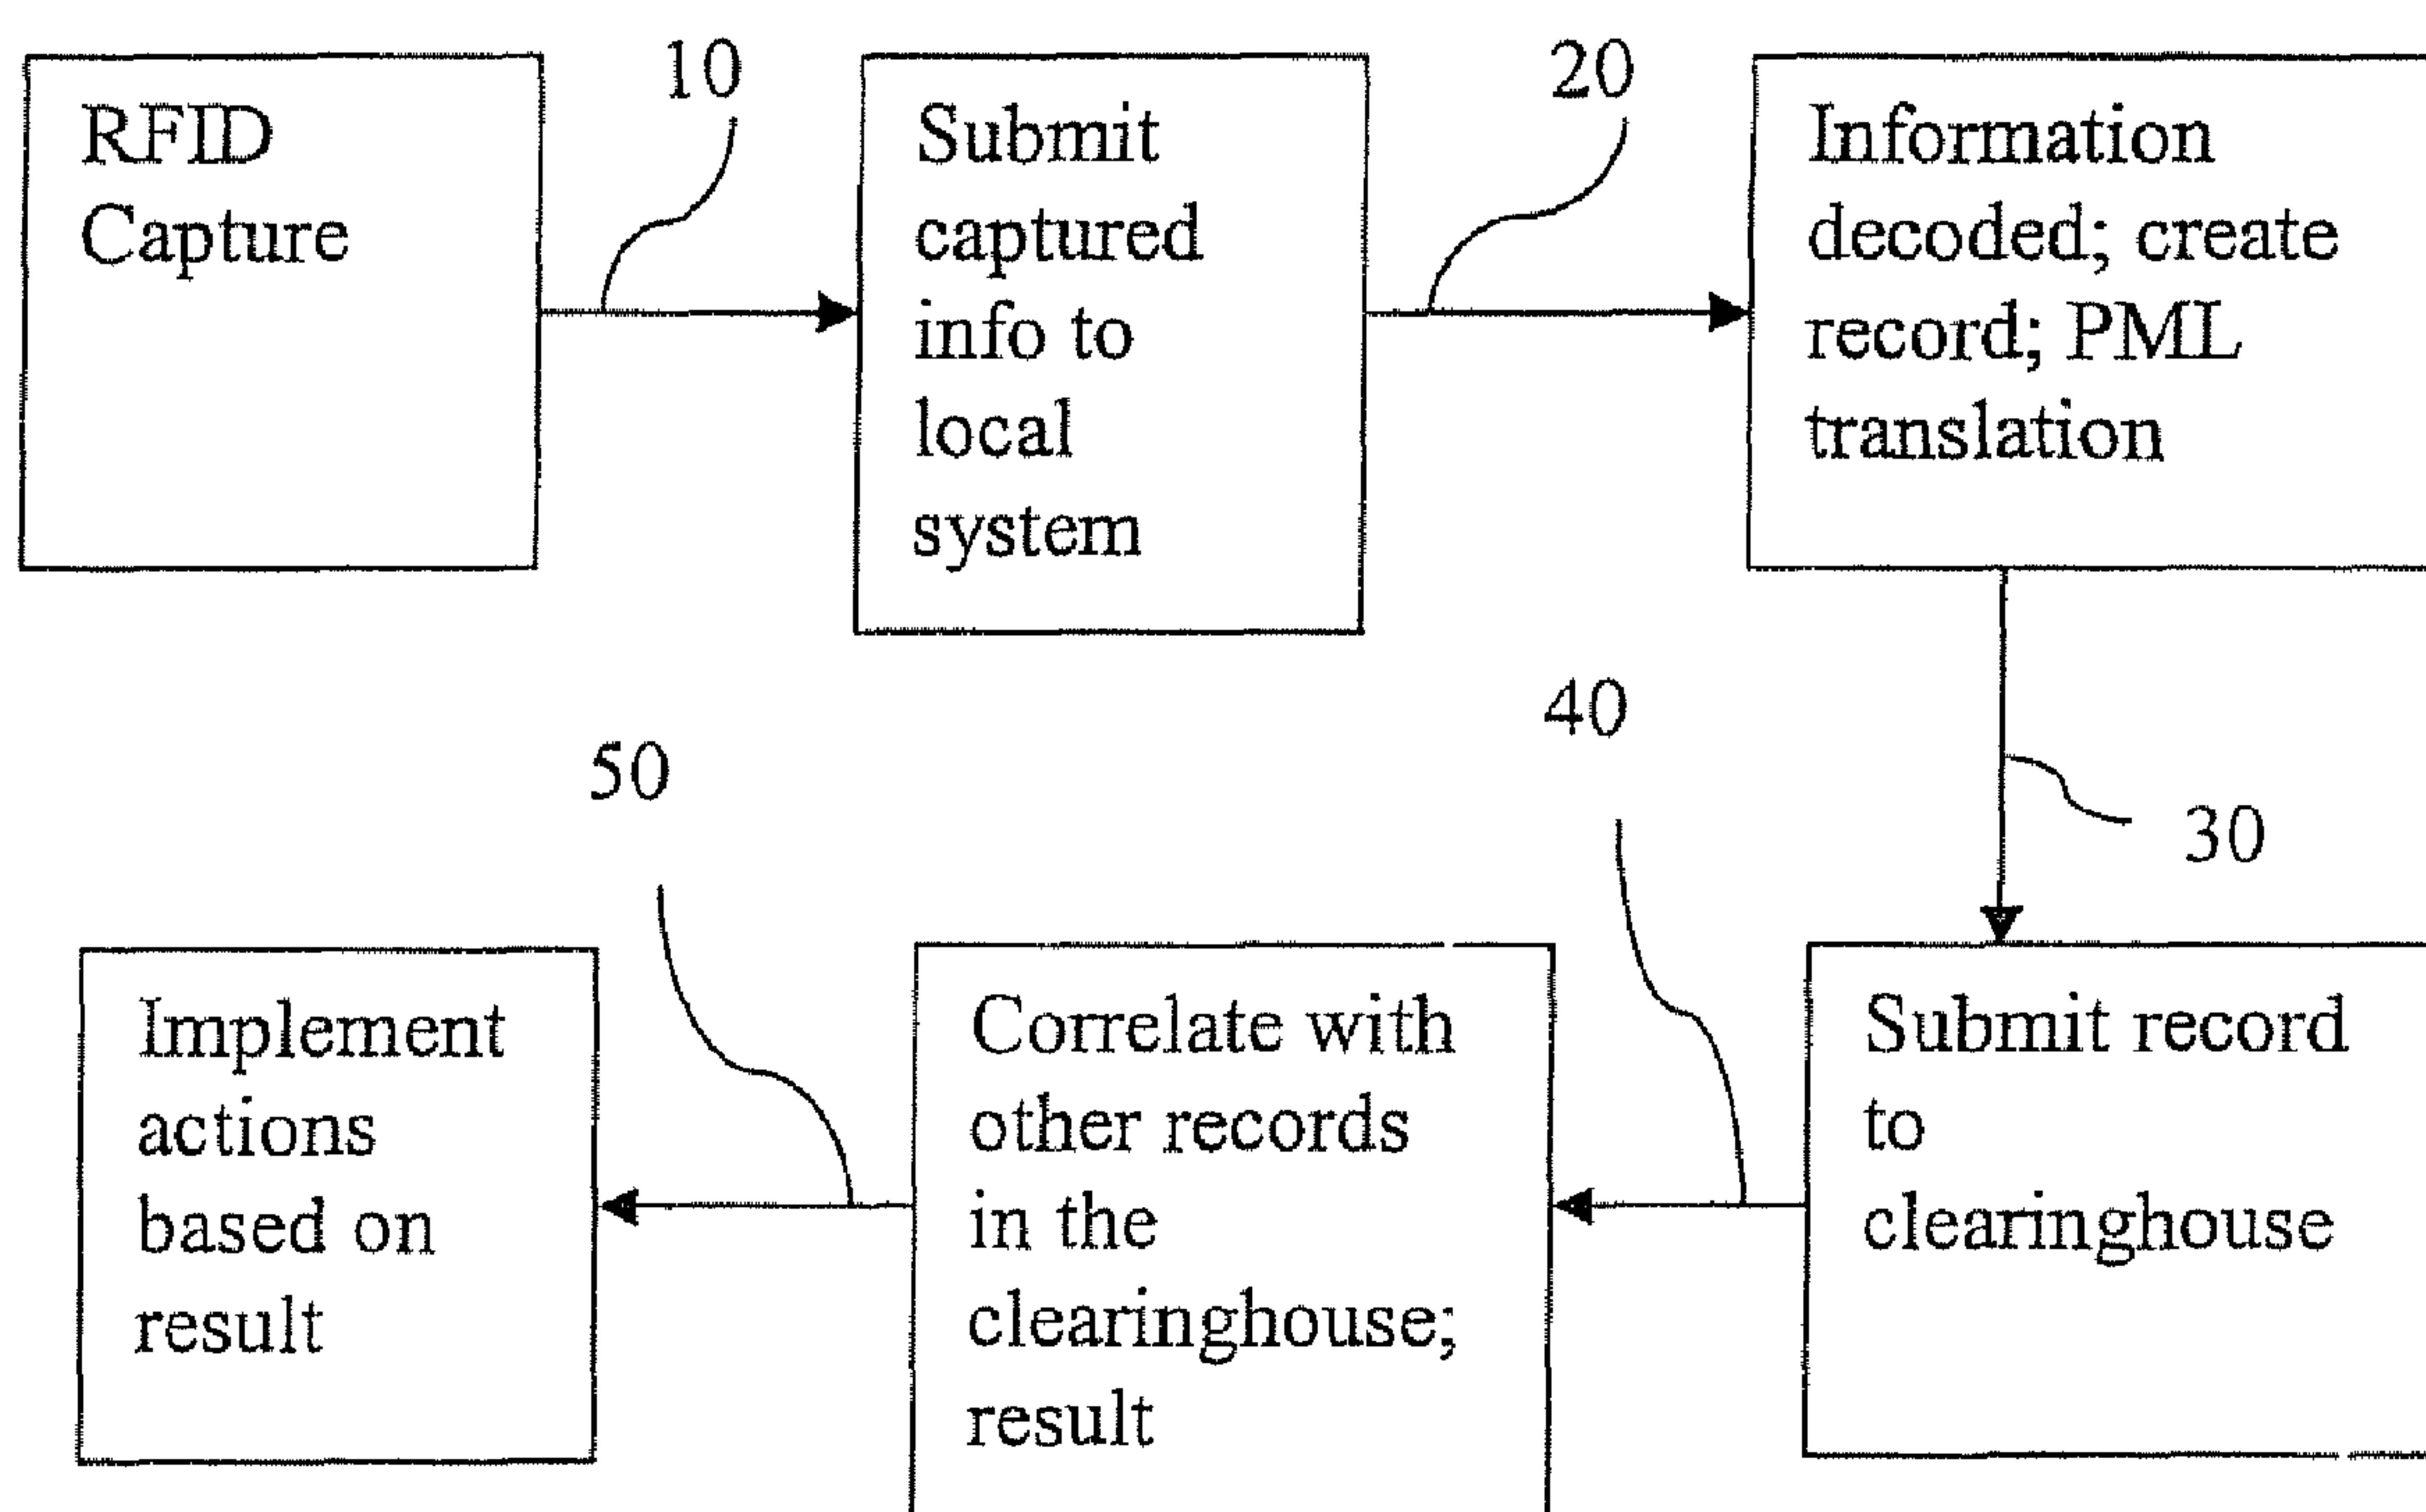 10
20
RFID
Capture
Submit
captured
info to
local
system
Information
decoded; create
record; PML
translation
30
40
50
Submit record
to
clearinghouse
Correlate with
other records
in the
clearinghouse;
result
Implement
actions
based on
result